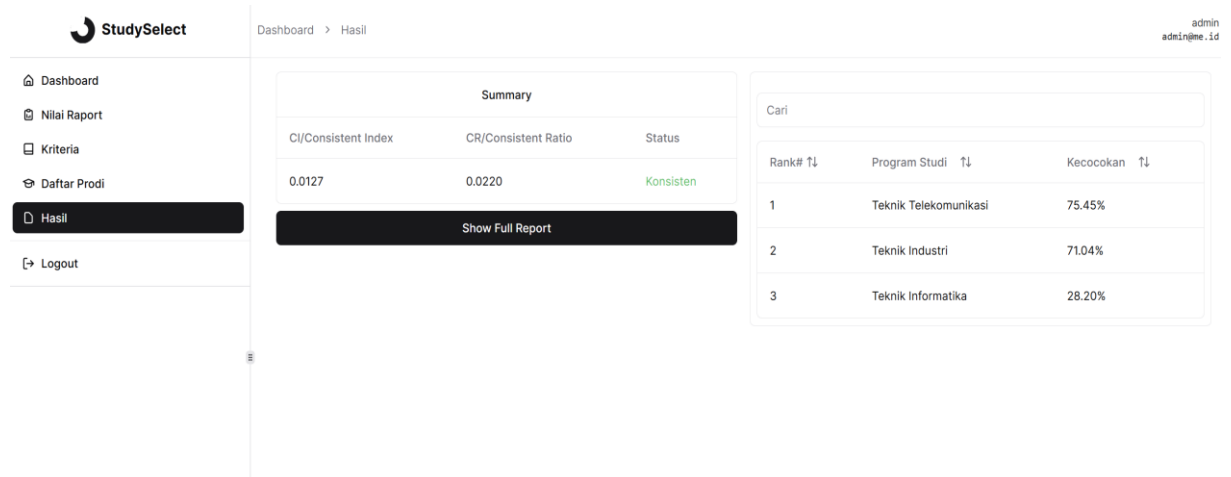 StudySelect
Dashboard > Hasil
admin
admin@me.id
Dashboard
Nilai Raport
Kriteria
Daftar Prodi
Hasil
Logout
Summary
CI/Consistent Index CR/Consistent Ratio Status
0.0127 0.0220 Konsisten
Show Full Report
Cari
Rank# Program Studi Kecocokan
1 Teknik Telekomunikasi 75.45%
2 Teknik Industri 71.04%
3 Teknik Informatika 28.20%